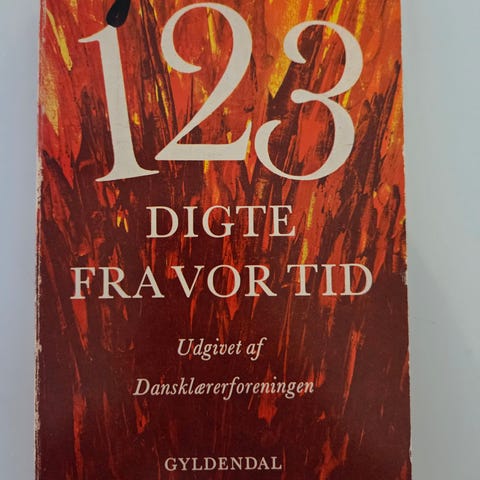 123
DIGTE
FRA VOR TID
Udgivet af
Dansklærerforeningen
GYLDENDAL